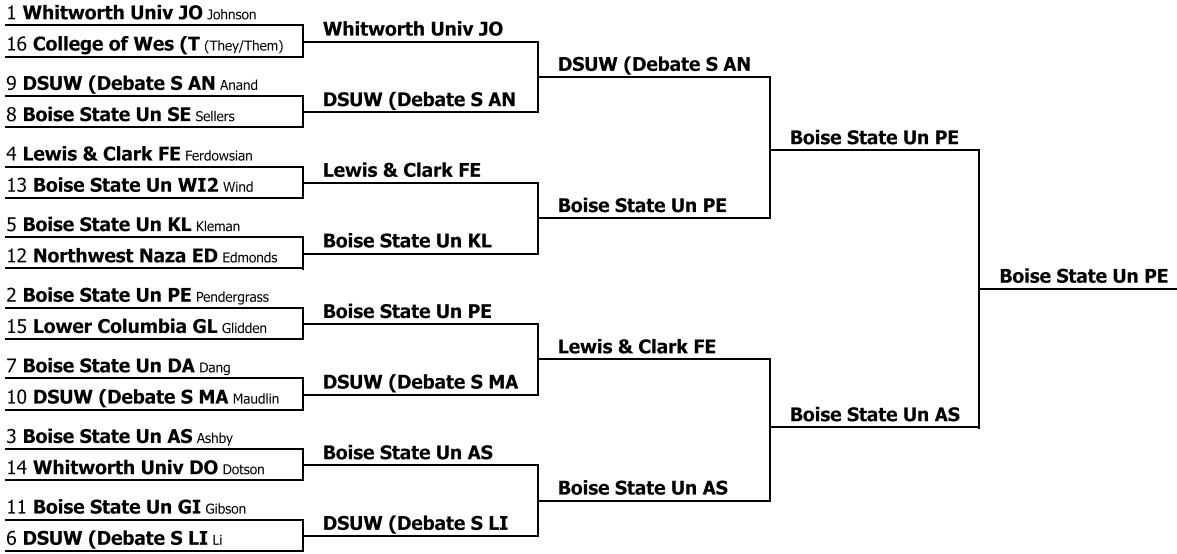 1 Whitworth Univ JO Johnson
16 College of Wes (T (They/Them)
9 DSUW (Debate S AN Anand
8 Boise State Un SE Sellers
4 Lewis & Clark FE Ferdowsian
13 Boise State Un WI2 Wind
5 Boise State Un KL Kleman
12 Northwest Naza ED Edmonds
2 Boise State Un PE Pendergrass
15 Lower Columbia GL Glidden
7 Boise State Un DA Dang
10 DSUW (Debate S MA Maudlin
3 Boise State Un AS Ashby
14 Whitworth Univ DO Dotson
11 Boise State Un GI Gibson
6 DSUW (Debate S LI Li
Whitworth Univ JO
DSUW (Debate S AN
Lewis & Clark FE
Boise State Un KL
Boise State Un PE
DSUW (Debate S MA
Boise State Un AS
DSUW (Debate S LI
DSUW (Debate S AN
Boise State Un PE
Lewis & Clark FE
Boise State Un AS
Boise State Un PE
Boise State Un AS
Boise State Un PE